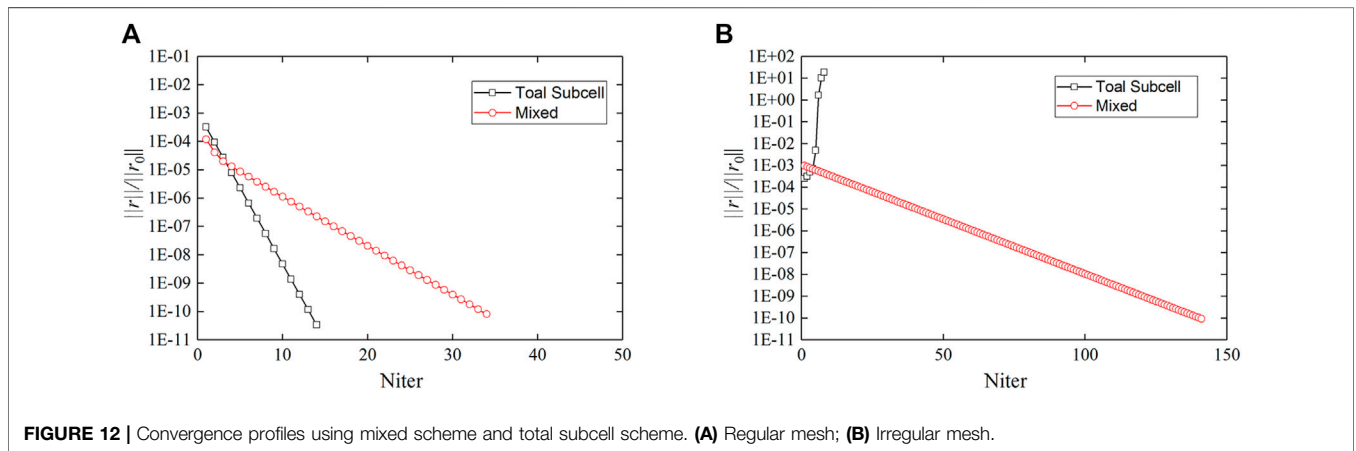 A
1E-01
1E-02
1E-03
1E-04
1E-05
1E-06
1E-07
1E-08
1E-09
1E-10
1E-11
||r||/||r0||
0 10 20 30 40 50
Niter
Toal Subcell
Mixed
B
1E+02
1E+01
1E+00
1E-01
1E-02
1E-03
1E-04
1E-05
1E-06
1E-07
1E-08
1E-09
1E-10
1E-11
||r||/||r0||
0 50 100 150
Niter
Toal Subcell
Mixed
FIGURE 12 | Convergence profiles using mixed scheme and total subcell scheme. (A) Regular mesh; (B) Irregular mesh.